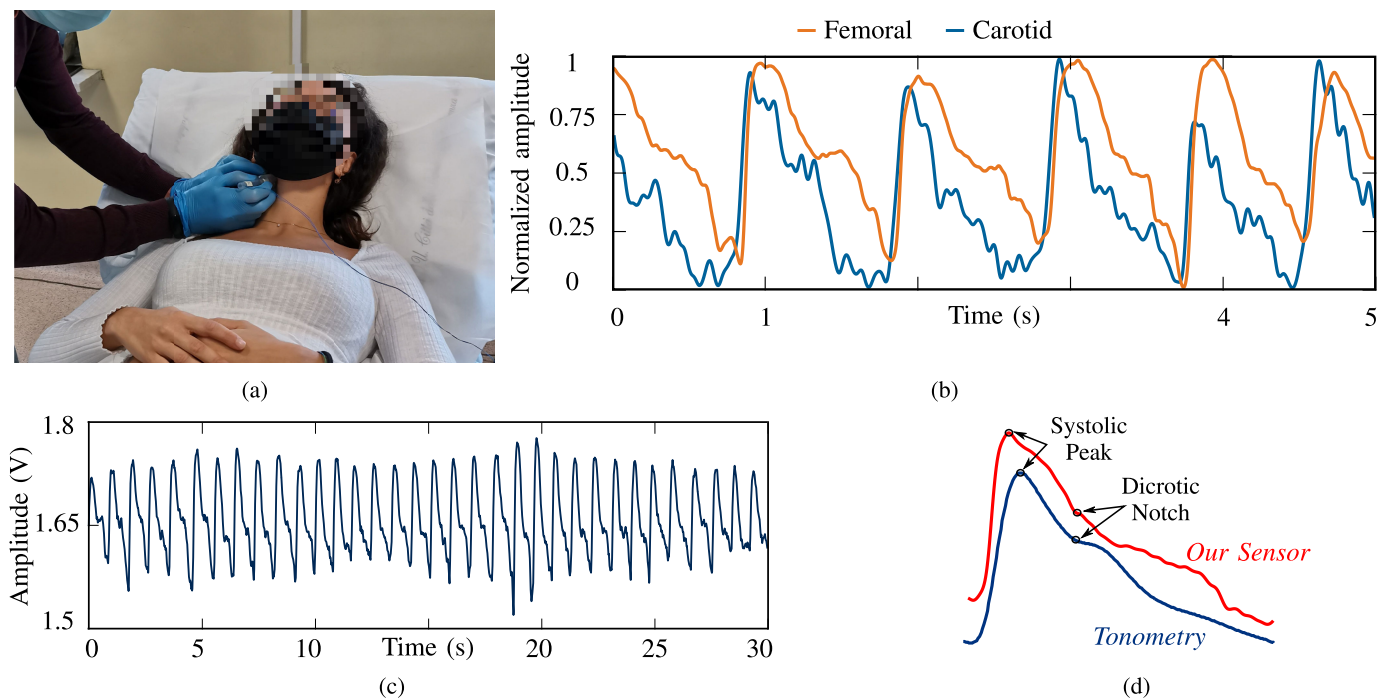 Femoral Carotid
Normalized amplitude
1
0.75
0.5
0.25
0
0 1 Time (s) 4 5
(a)
(b)
Amplitude (V)
1.8
1.65
1.5
0 5 10 Time (s) 20 25 30
(c)
Systolic
Peak
Dicrotic
Notch
Our Sensor
Tonometry
(d)